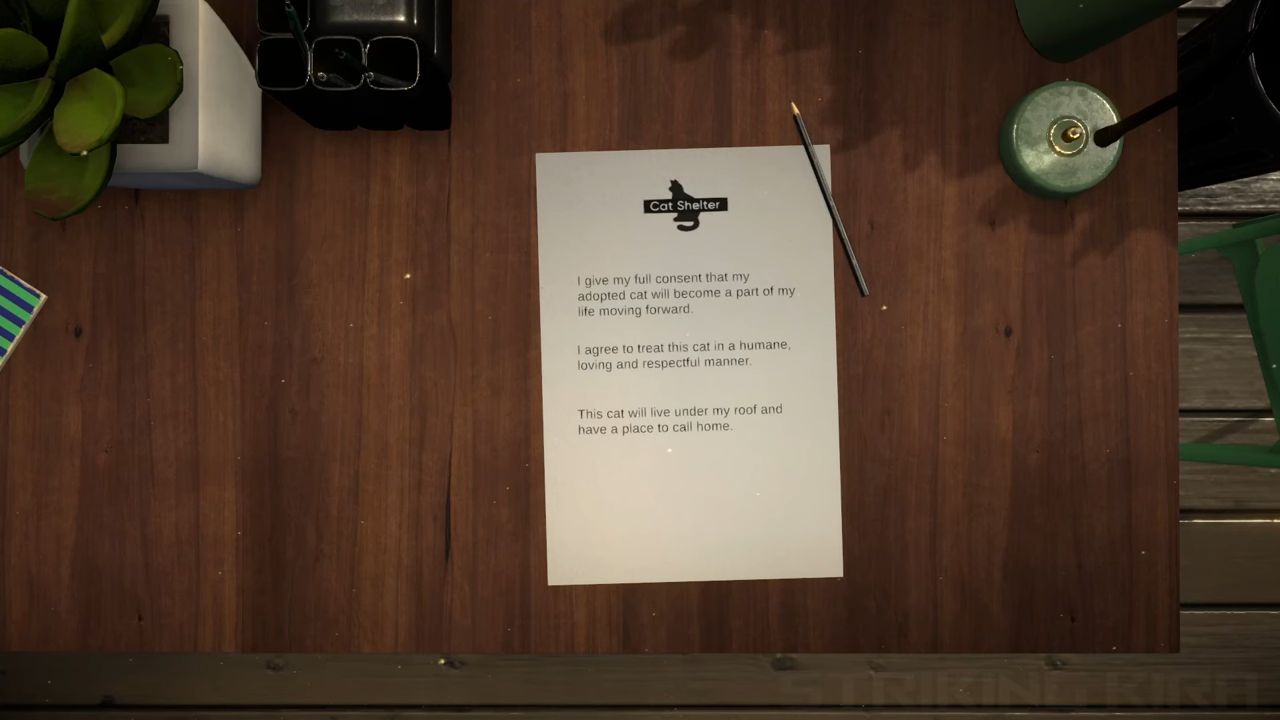 Cat Shelter
I give my full consent that my
adopted cat will become a part of my
life moving forward.
I agree to treat this cat in a humane,
loving and respectful manner.
This cat will live under my roof and
have a place to call home.
STRIKING KIRA